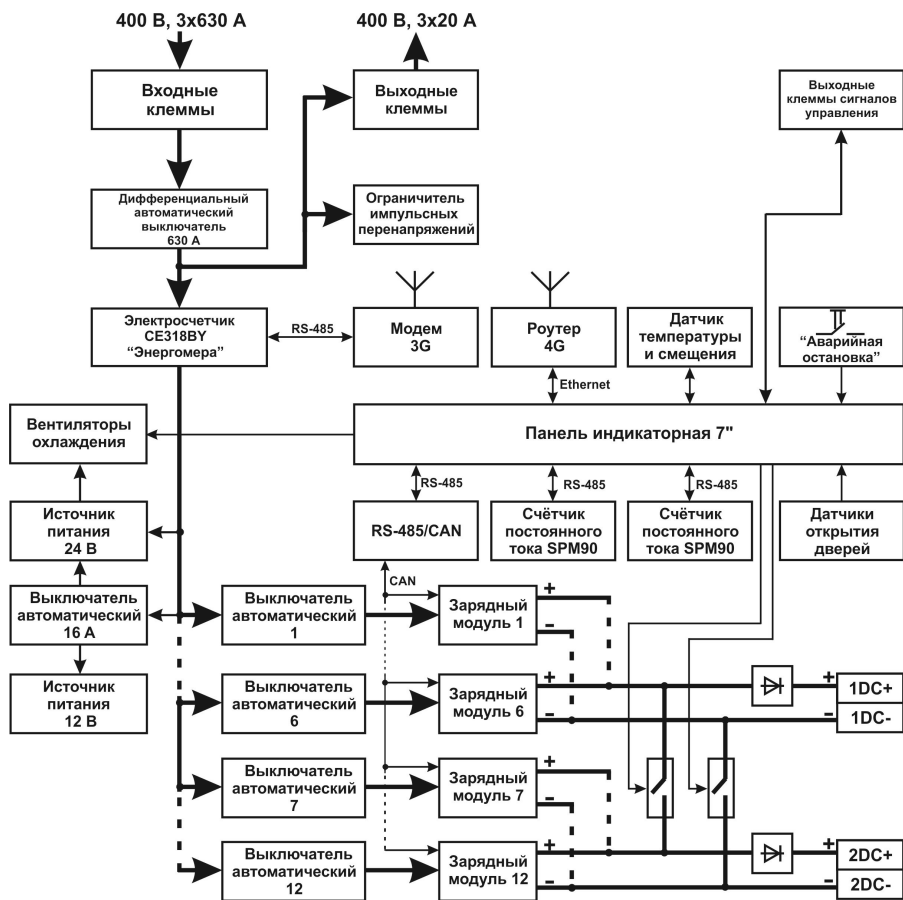 400 В, 3х630 А
400 В, 3х20 А
Входные
клеммы
Выходные
клеммы
Выходные
клеммы сигналов
управления
Дифференциальный
автоматический
выключатель
630 А
Ограничитель
импульсных
перенапряжений
Электросчетчик
CE318BY
“Энергомера”
RS-485
Модем
3G
Роутер
4G
Датчик
температуры
и смещения
“Аварийная
остановка”
Ethernet
Вентиляторы
охлаждения
Панель индикаторная 7"
RS-485
RS-485
RS-485
Источник
питания
24 В
RS-485/CAN
Счётчик
постоянного
тока SPM90
Счётчик
постоянного
тока SPM90
Датчики
открытия
дверей
CAN
Выключатель
автоматический
16 А
Выключатель
автоматический
1
Зарядный
модуль 1
+
-
Источник
питания
12 В
Выключатель
автоматический
6
Зарядный
модуль 6
+
-
+
-
1DC+
1DC-
Выключатель
автоматический
7
Зарядный
модуль 7
+
-
Выключатель
автоматический
12
Зарядный
модуль 12
+
-
+
-
2DC+
2DC-